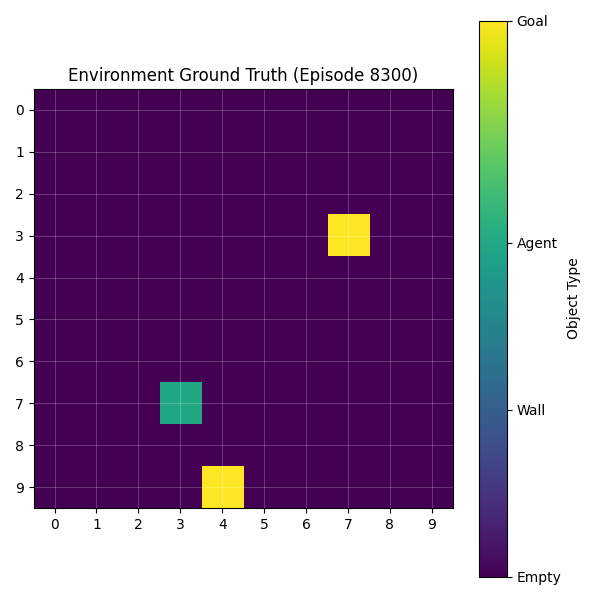 Environment Ground Truth (Episode 8300)
0
1
2
3
4
5
6
7
8
9
0 1 2 3 4 5 6 7 8 9
Goal
Agent
Wall
Empty
Object Type